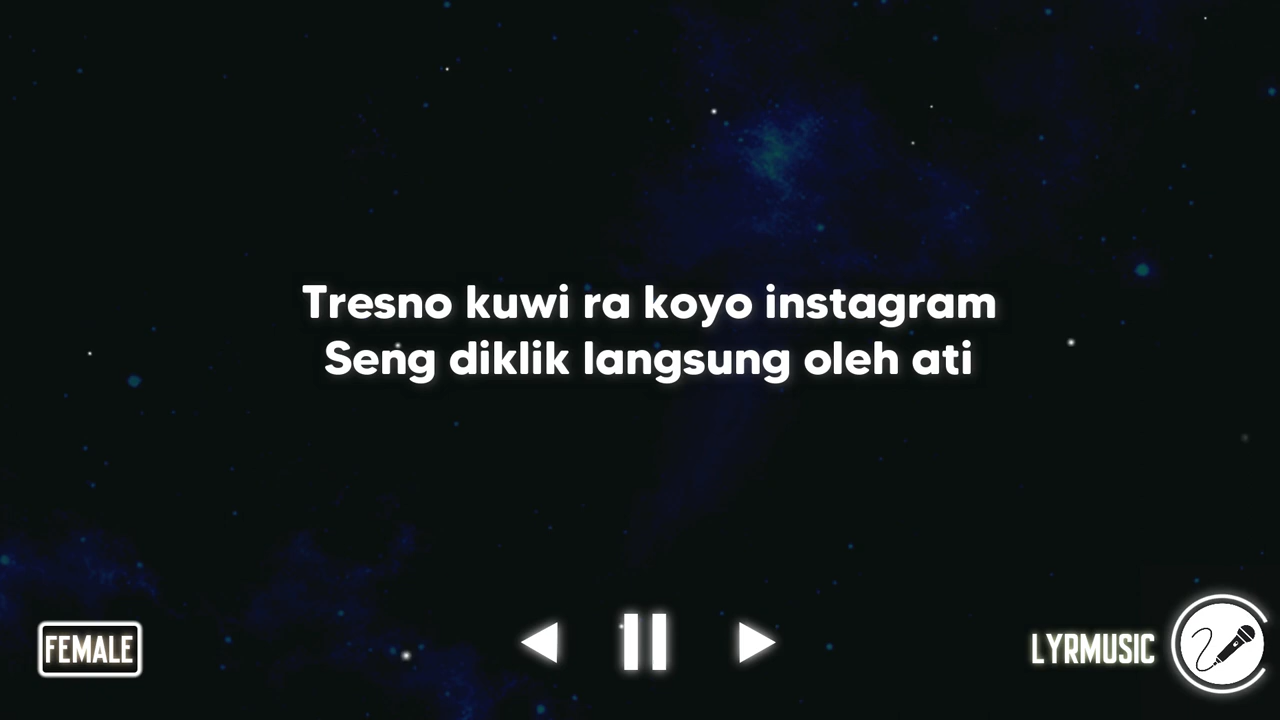 Tresno kuwi ra koyo instagram
Seng diklik langsung oleh ati
FEMALE
LYRMUSIC